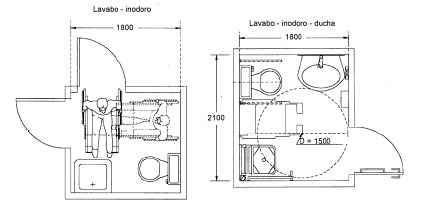 Lavabo - inodoro
1800
Lavabo - inodoro - ducha
1800
2100
D = 1500